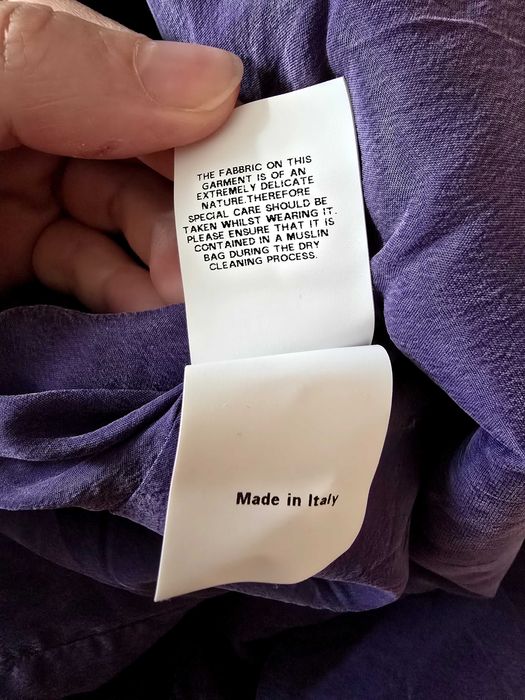 THE FABBRIC ON THIS
GARMENT IS OF AN
EXTREMELY DELICATE
NATURE.THEREFORE
SPECIAL CARE SHOULD BE
TAKEN WHILST WEARING IT.
PLEASE ENSURE THAT IT IS
CONTAINED IN A MUSLIN
BAG DURING THE DRY
CLEANING PROCESS.
Made in Italy